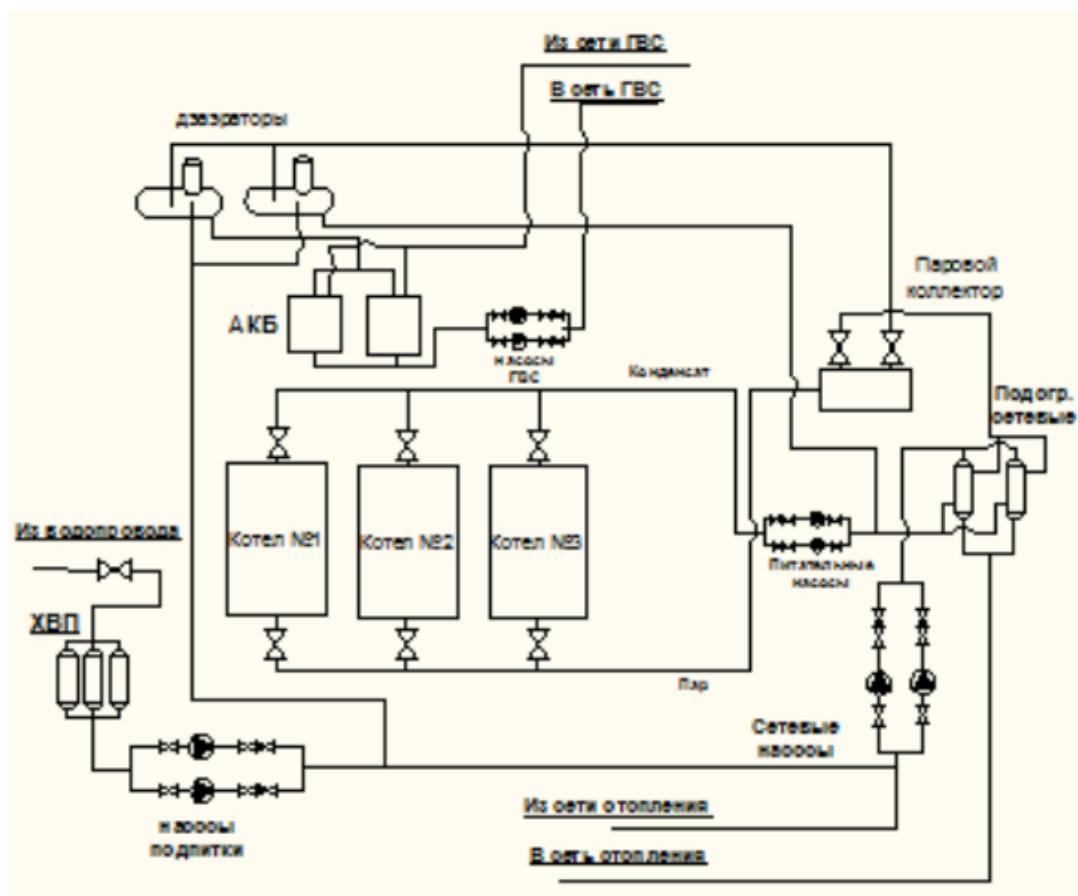 Из сети ГВС
В сеть ГВС
дэаэраторы
Паровой
коллектор
АКБ
насосы
ГВС
Конденсат
Подогр.
сетевые
Из водопровода
Котел №1
Котел №2
Котел №3
Питательные
насосы
ХВП
Пар
Сетевые
насосы
Из сети отопления
насосы
подпитки
В сеть отопления